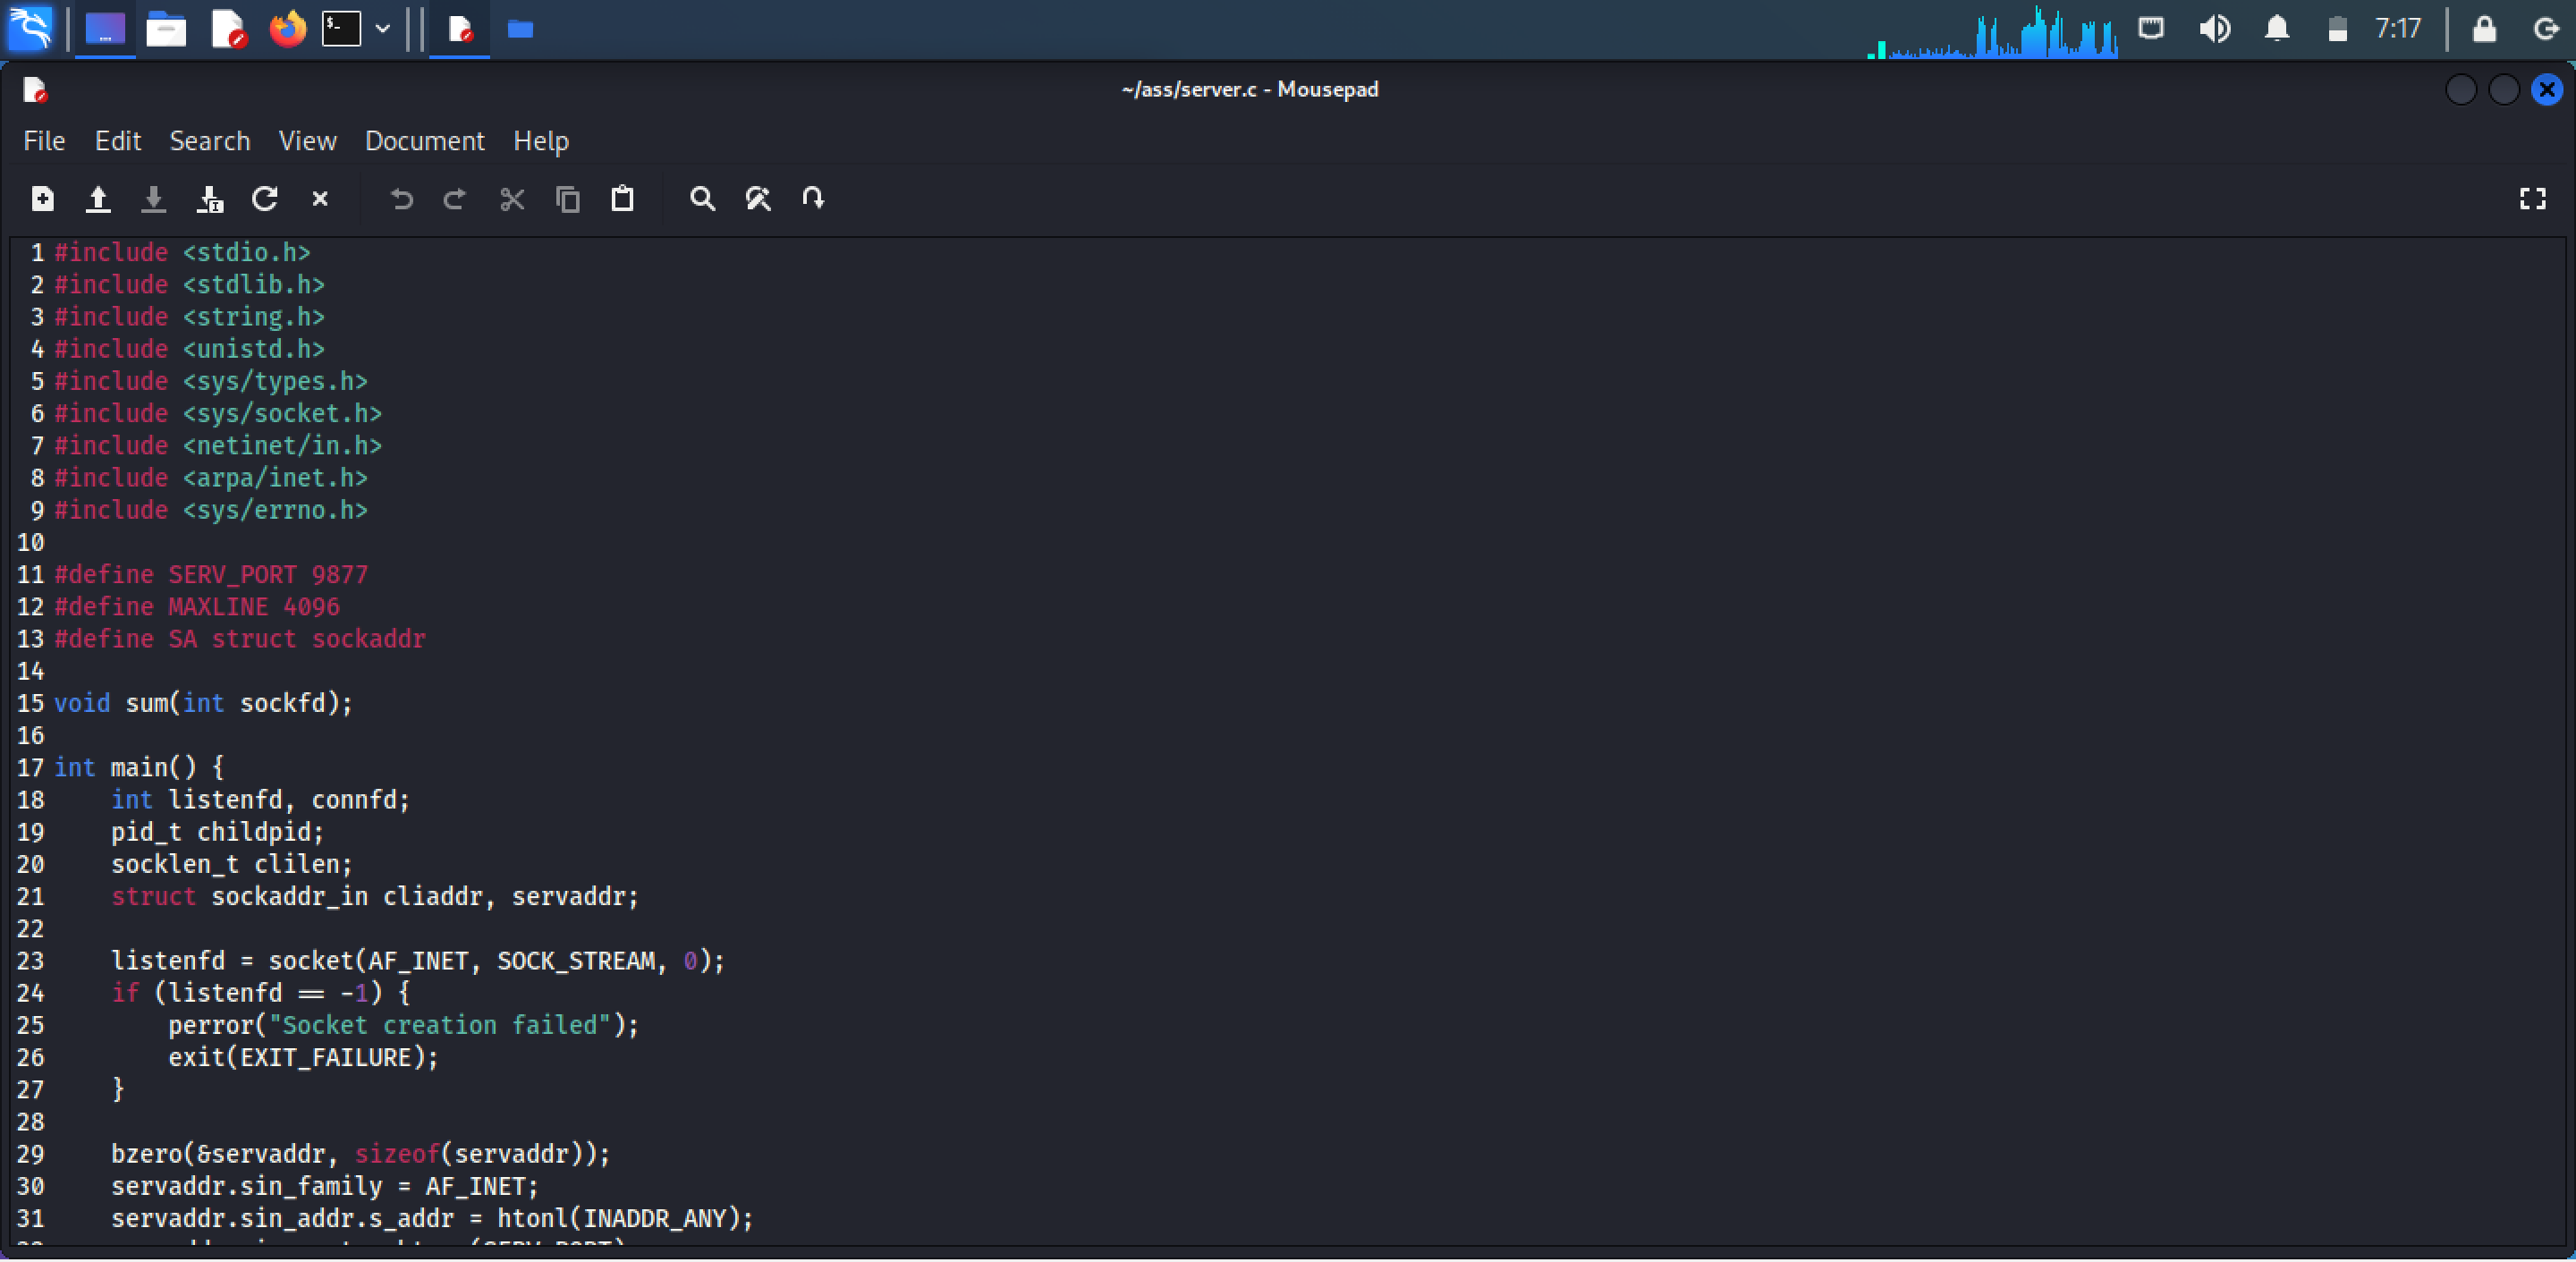 7:17
~/ass/server.c - Mousepad
File Edit Search View Document Help
1 #include <stdio.h>
2 #include <stdlib.h>
3 #include <string.h>
4 #include <unistd.h>
5 #include <sys/types.h>
6 #include <sys/socket.h>
7 #include <netinet/in.h>
8 #include <arpa/inet.h>
9 #include <sys/errno.h>
10
11 #define SERV_PORT 9877
12 #define MAXLINE 4096
13 #define SA struct sockaddr
14
15 void sum(int sockfd);
16
17 int main() {
18     int listenfd, connfd;
19     pid_t childpid;
20     socklen_t clilen;
21     struct sockaddr_in cliaddr, servaddr;
22
23     listenfd = socket(AF_INET, SOCK_STREAM, 0);
24     if (listenfd == -1) {
25         perror("Socket creation failed");
26         exit(EXIT_FAILURE);
27     }
28
29     bzero(&servaddr, sizeof(servaddr));
30     servaddr.sin_family = AF_INET;
31     servaddr.sin_addr.s_addr = htonl(INADDR_ANY);